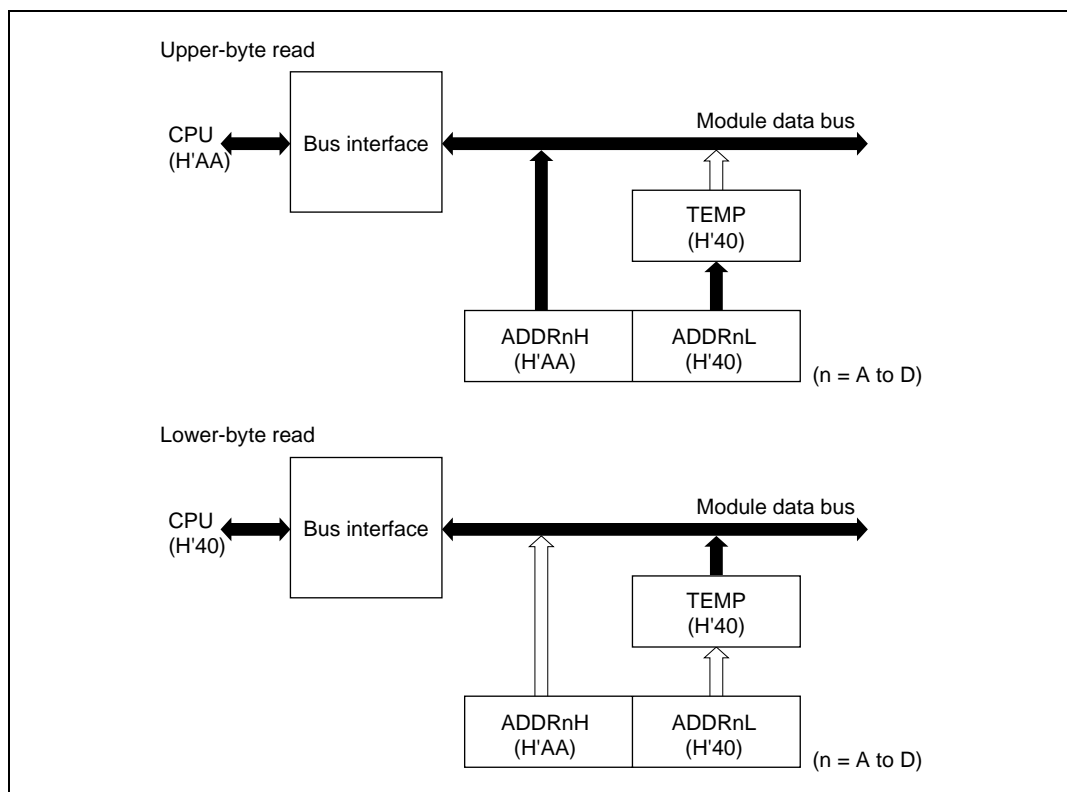 Upper-byte read
CPU
(H'AA)
Bus interface
Module data bus
TEMP
(H'40)
ADDRnH
(H'AA)
ADDRnL
(H'40)
(n = A to D)
Lower-byte read
CPU
(H'40)
Bus interface
Module data bus
TEMP
(H'40)
ADDRnH
(H'AA)
ADDRnL
(H'40)
(n = A to D)